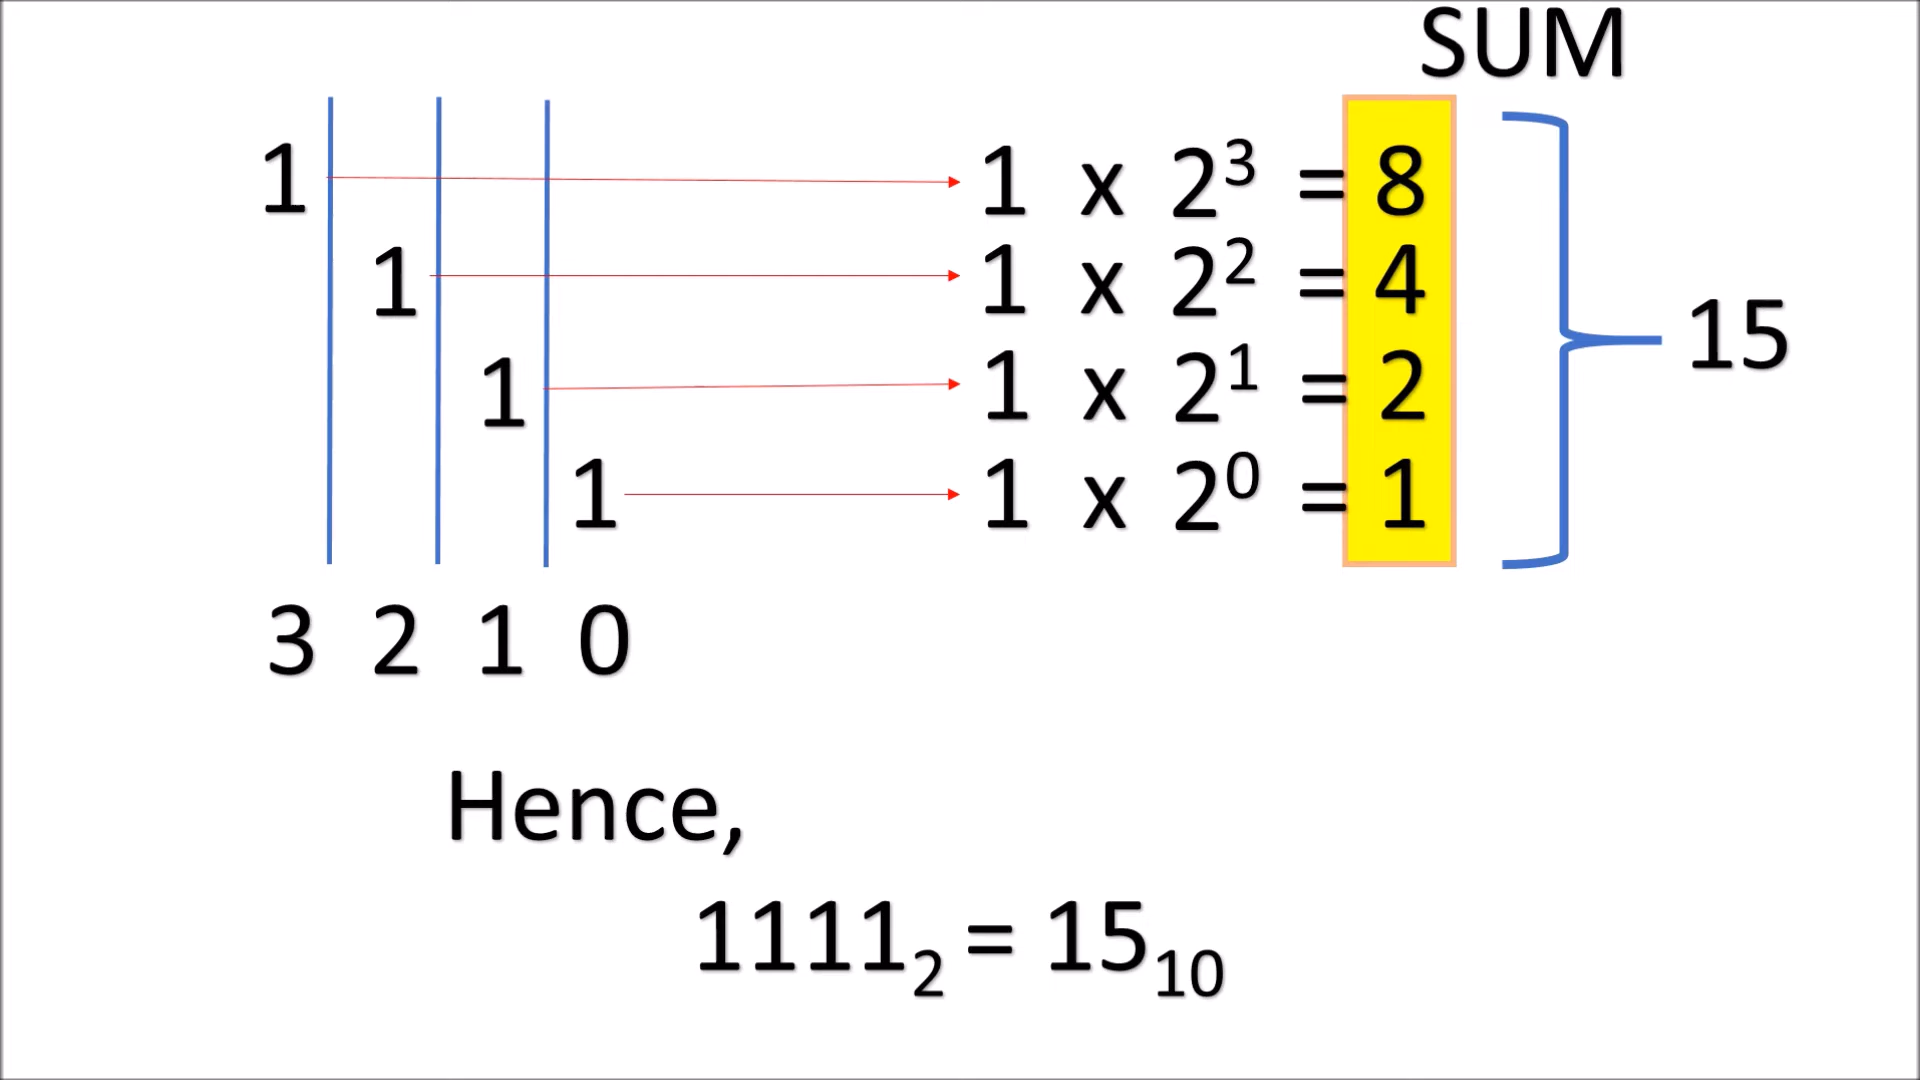 SUM
1 1 x 2³ = 8
1 1 x 2² = 4
15
1 1 x 2¹ = 2
1 1 x 2⁰ = 1
3 2 1 0
Hence,
1111₂ = 15₁₀